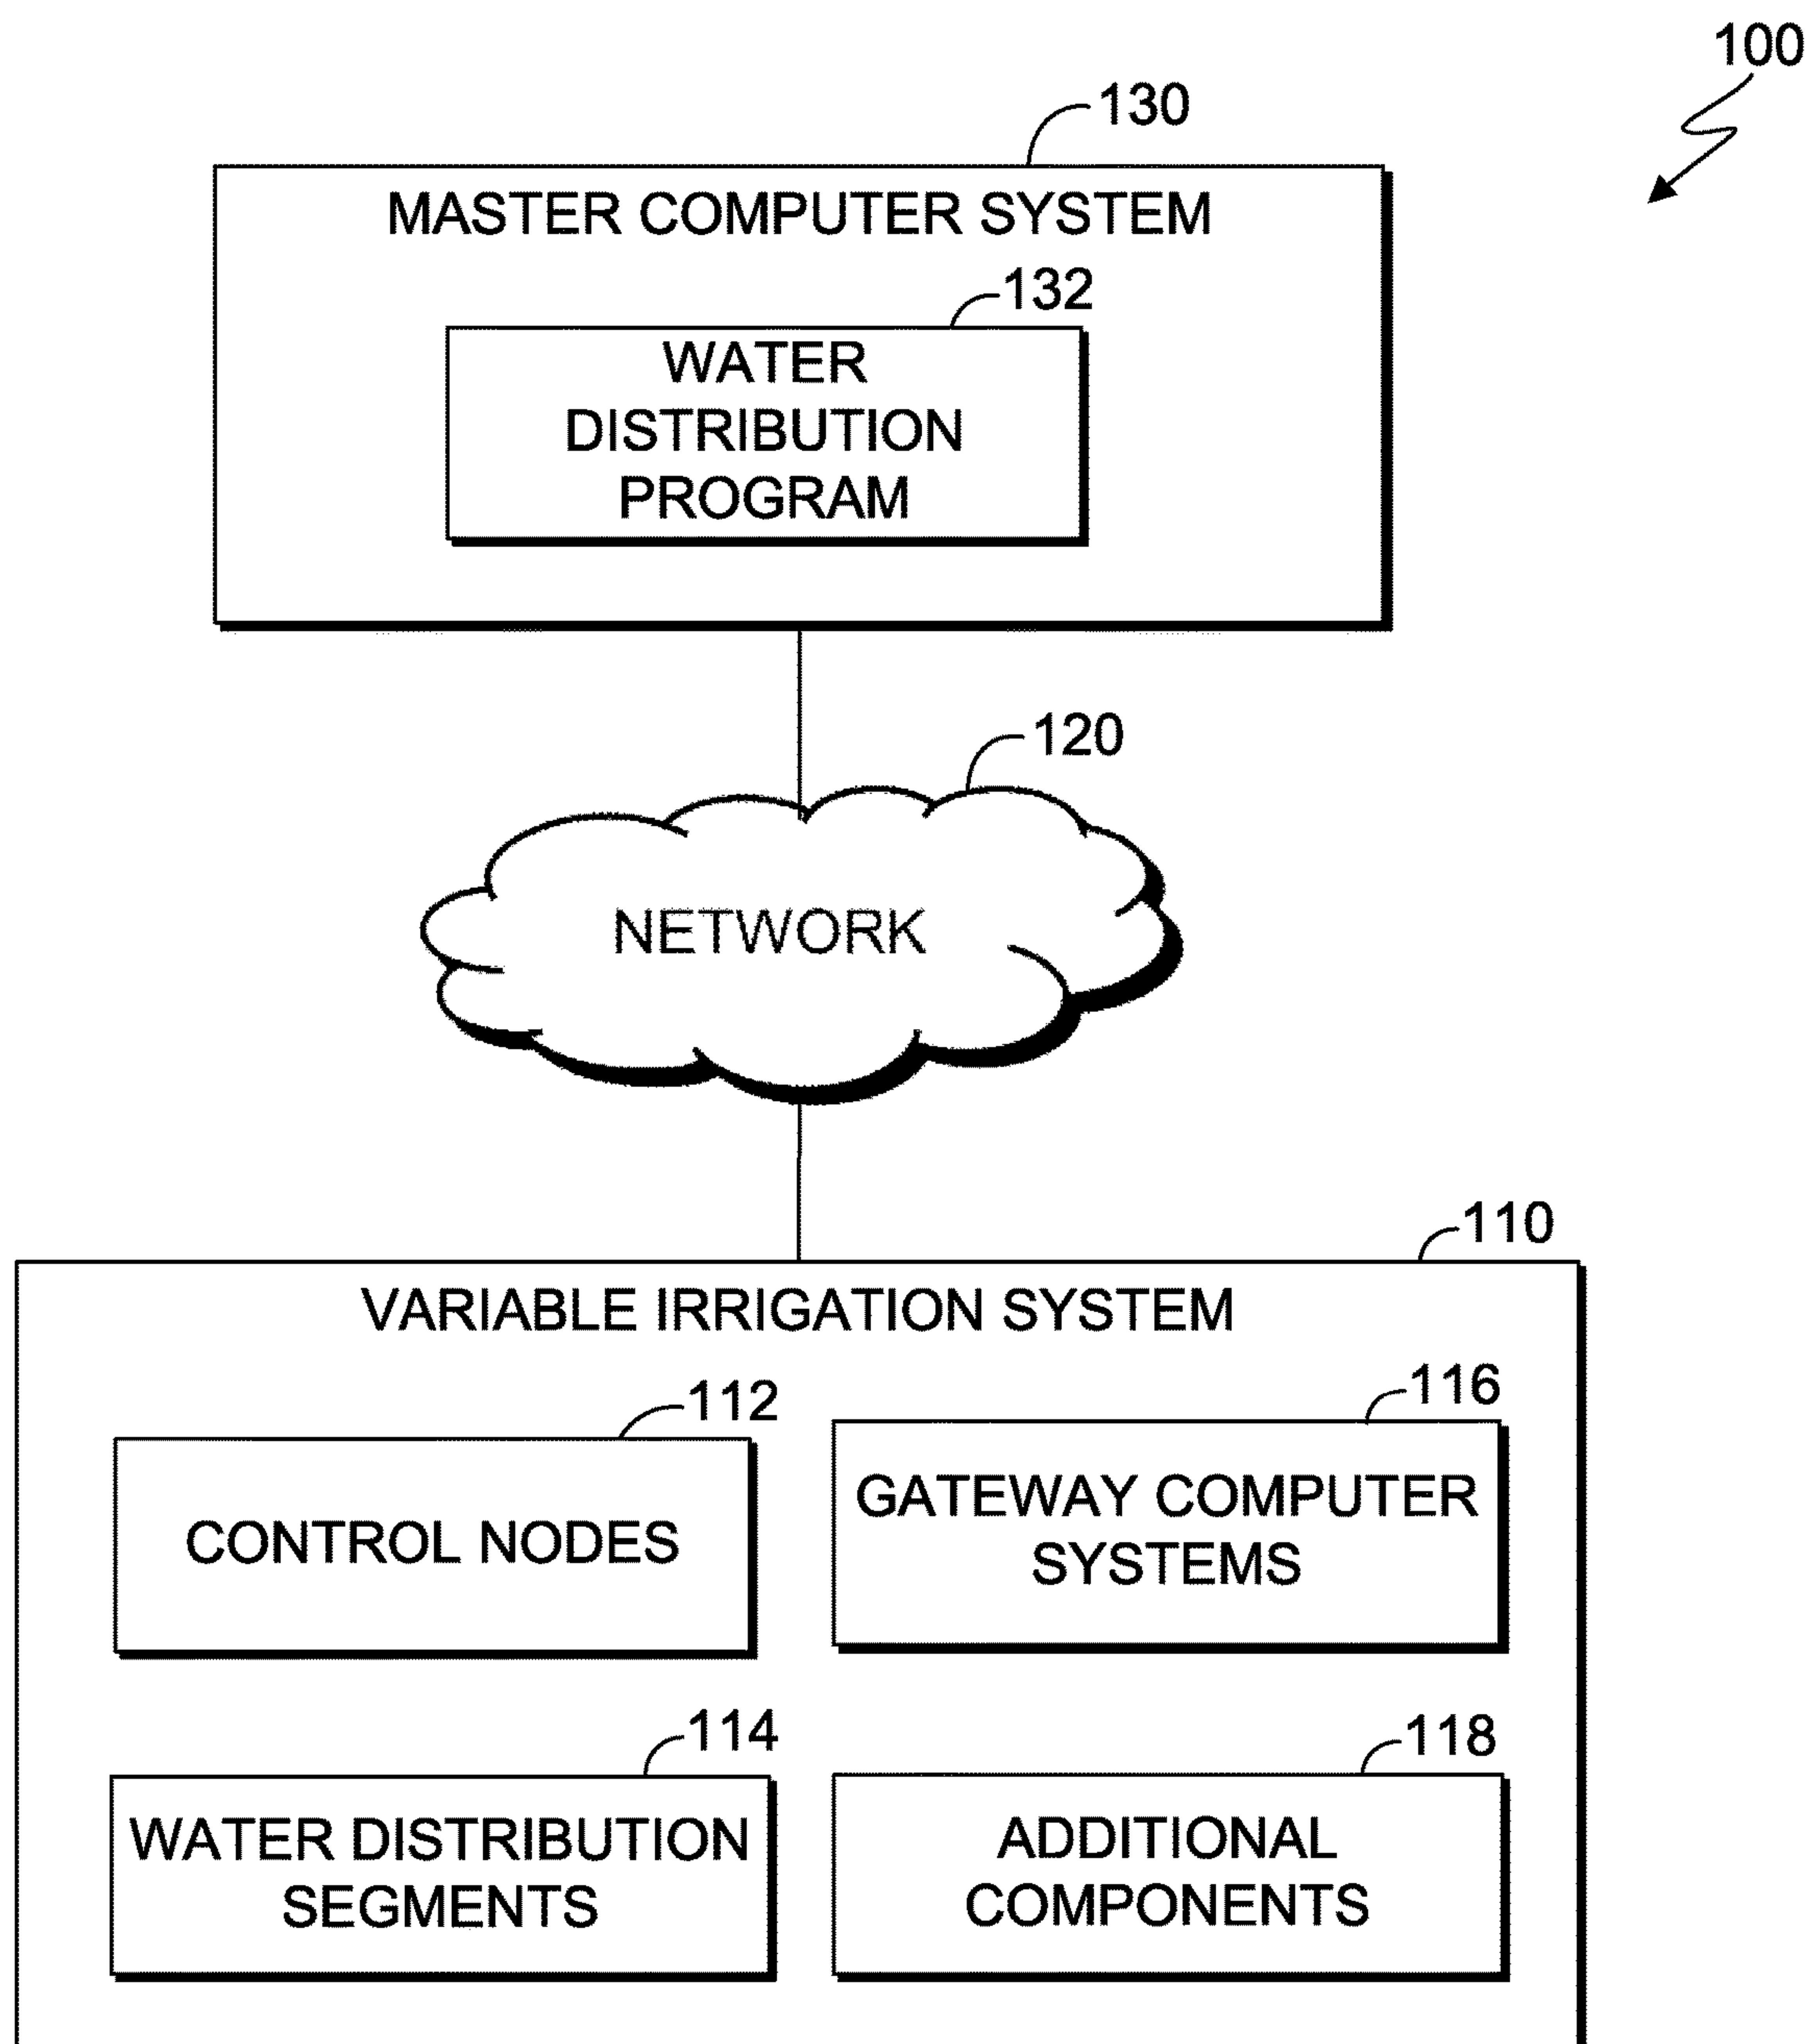 100
130
MASTER COMPUTER SYSTEM
132
WATER
DISTRIBUTION
PROGRAM
120
NETWORK
110
VARIABLE IRRIGATION SYSTEM
112
CONTROL NODES
116
GATEWAY COMPUTER
SYSTEMS
114
WATER DISTRIBUTION
SEGMENTS
118
ADDITIONAL
COMPONENTS